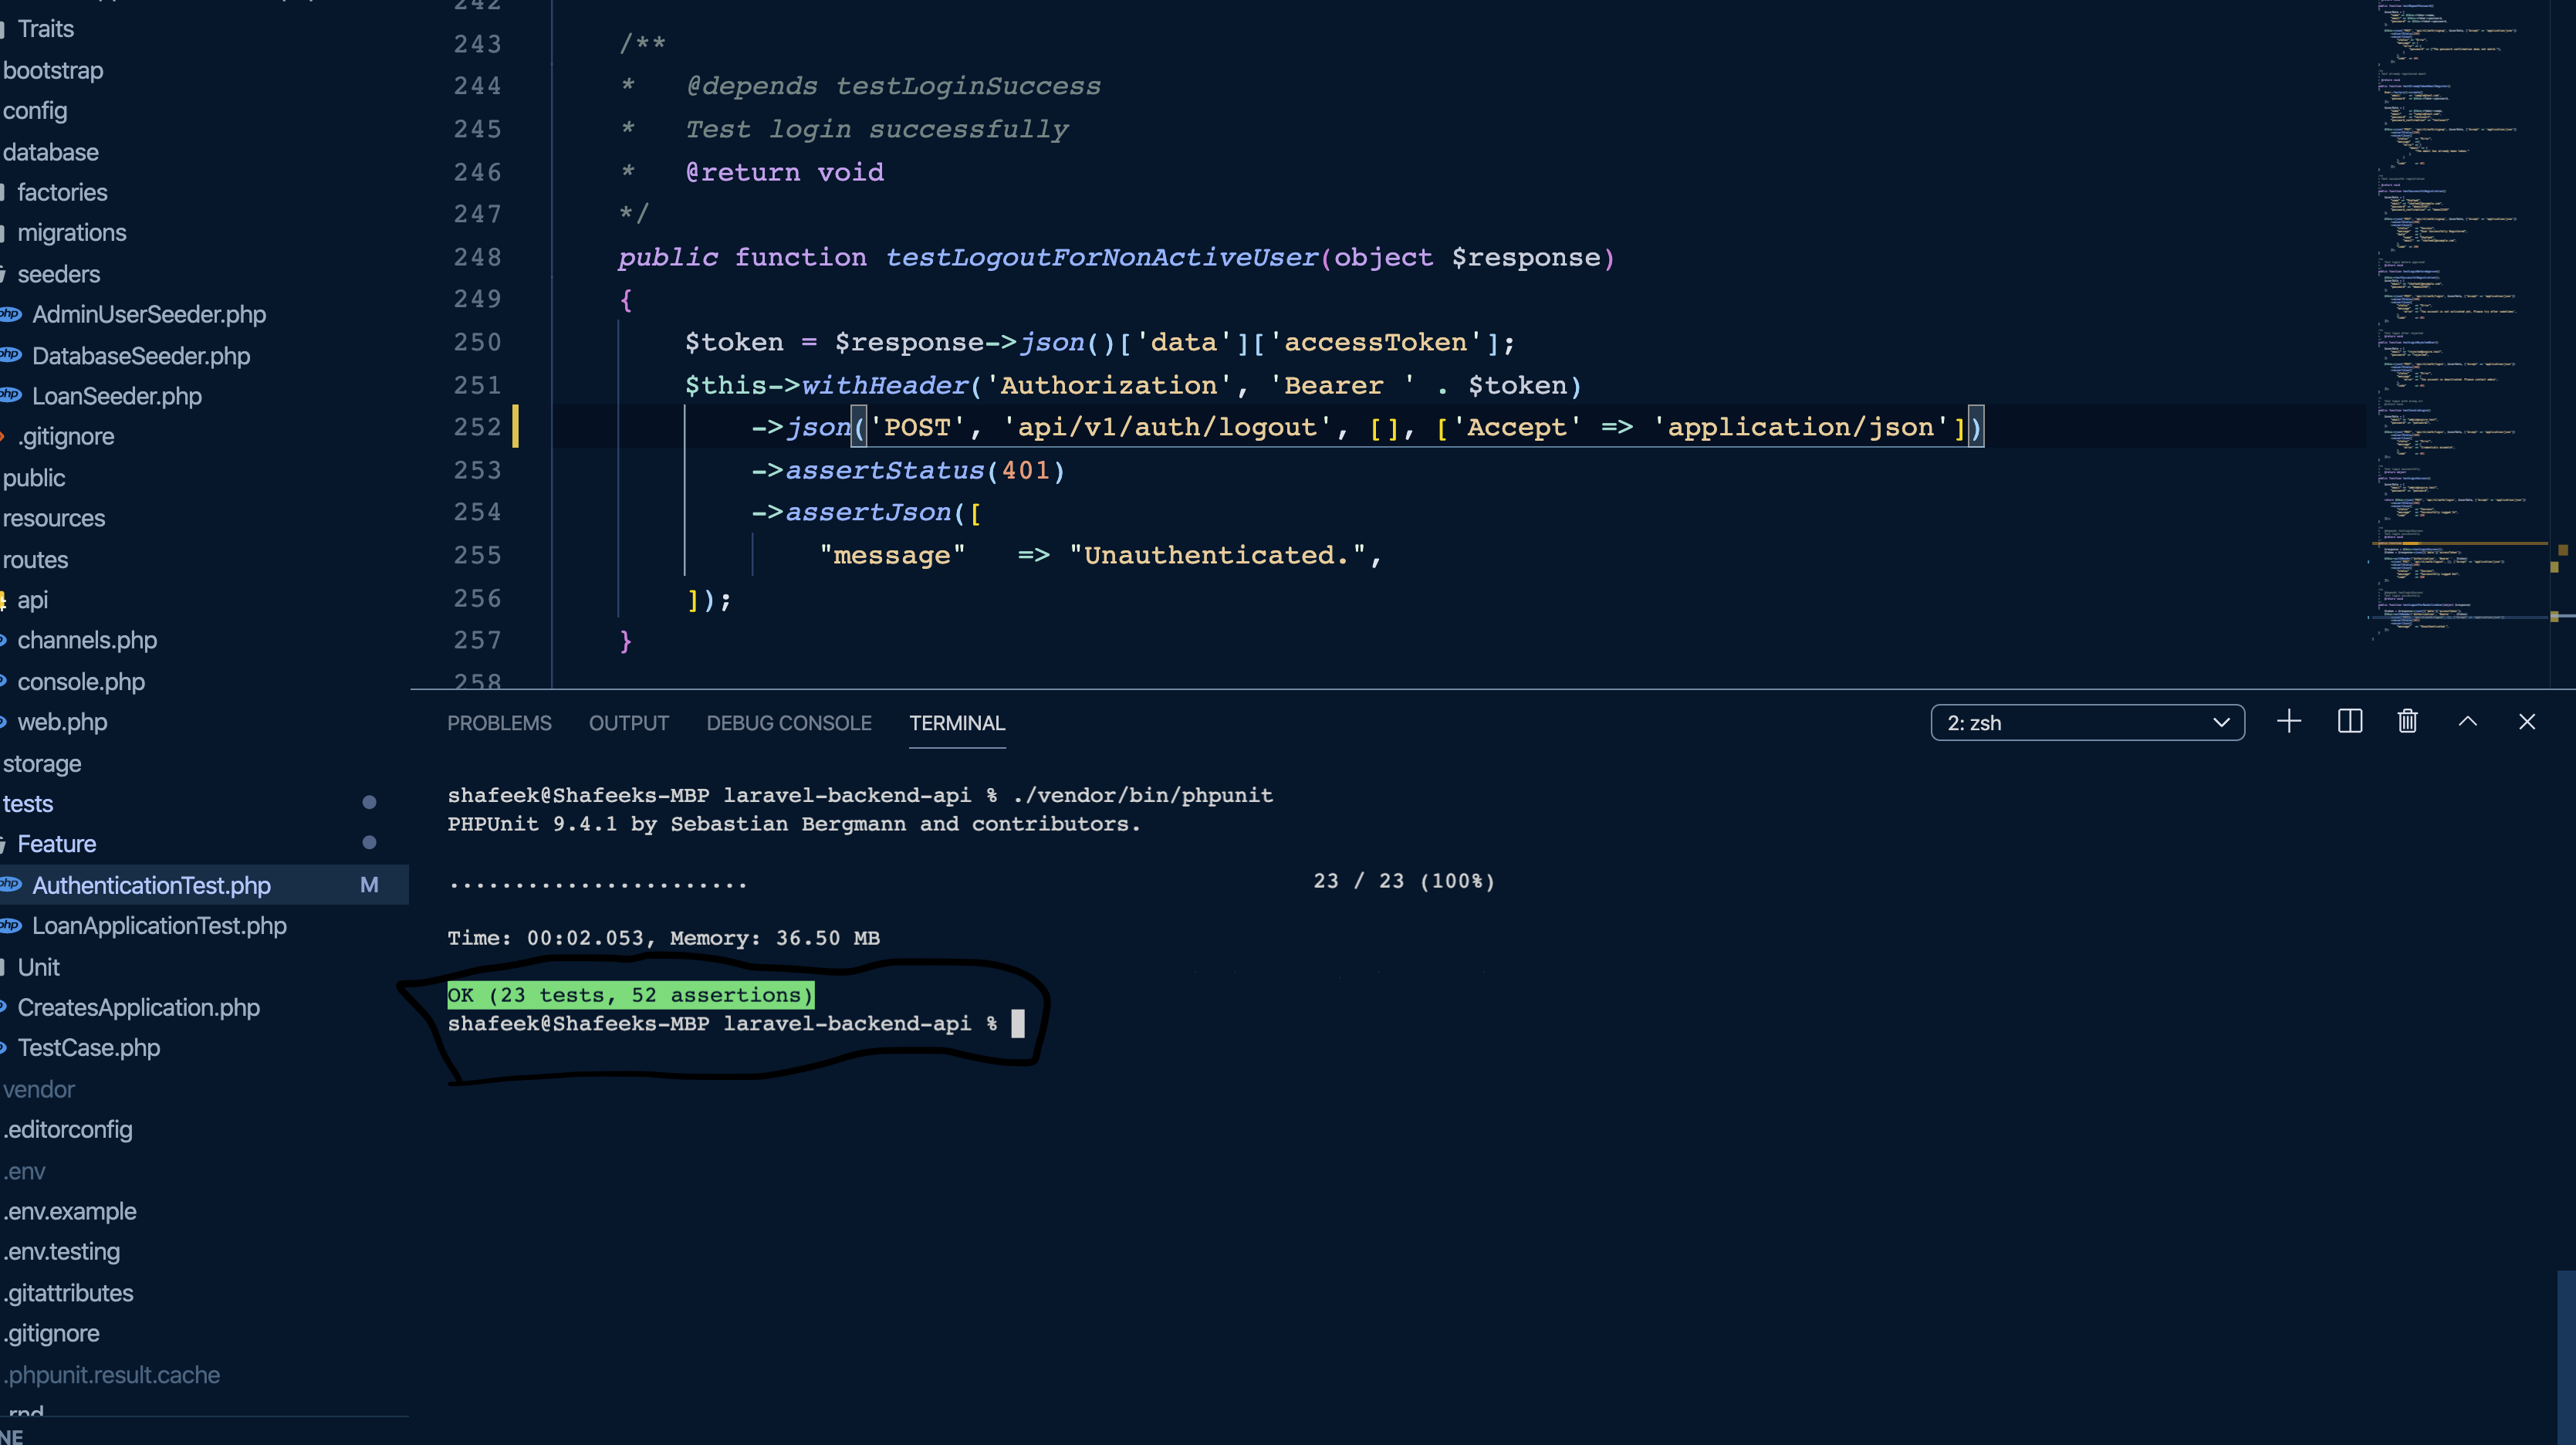 Traits
bootstrap
config
database
factories
migrations
seeders
AdminUserSeeder.php
DatabaseSeeder.php
LoanSeeder.php
.gitignore
public
resources
routes
api
channels.php
console.php
web.php
storage
tests
Feature
AuthenticationTest.php M
LoanApplicationTest.php
Unit
CreatesApplication.php
TestCase.php
vendor
.editorconfig
.env
.env.example
.env.testing
.gitattributes
.gitignore
.phpunit.result.cache
.rnd
NE
242
243 /**
244 * @depends testLoginSuccess
245 * Test login successfully
246 * @return void
247 */
248 public function testLogoutForNonActiveUser(object $response)
249 {
250 $token = $response->json()['data']['accessToken'];
251 $this->withHeader('Authorization', 'Bearer ' . $token)
252 ->json('POST', 'api/v1/auth/logout', [], ['Accept' => 'application/json'])
253 ->assertStatus(401)
254 ->assertJson([
255 "message" => "Unauthenticated.",
256 ]);
257 }
258
PROBLEMS OUTPUT DEBUG CONSOLE TERMINAL 2: zsh
shafeek@Shafeeks-MBP laravel-backend-api % ./vendor/bin/phpunit
PHPUnit 9.4.1 by Sebastian Bergmann and contributors.
....................... 23 / 23 (100%)
Time: 00:02.053, Memory: 36.50 MB
OK (23 tests, 52 assertions)
shafeek@Shafeeks-MBP laravel-backend-api %